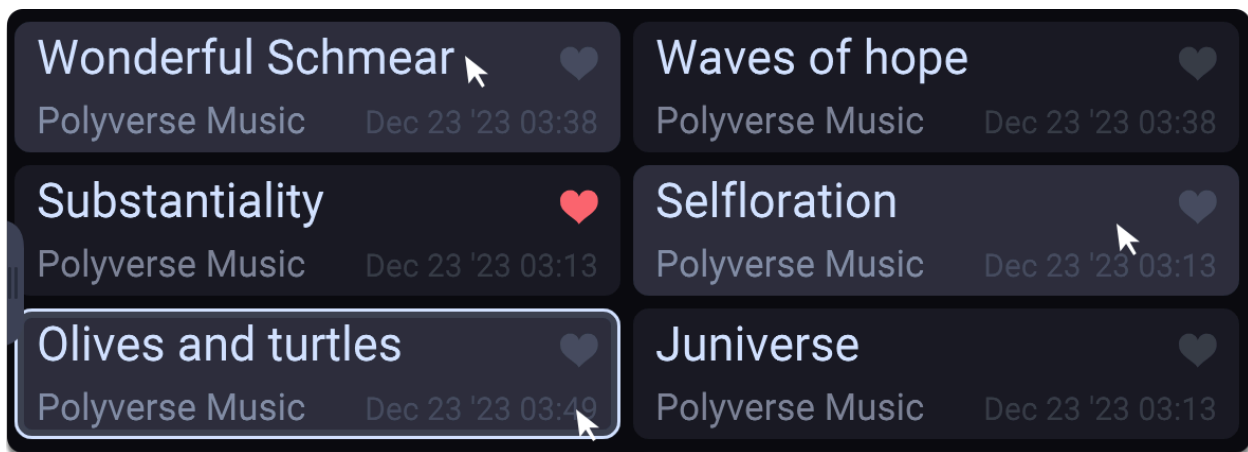 Wonderful Schmear
Polyverse Music Dec 23 '23 03:38
Waves of hope
Polyverse Music Dec 23 '23 03:38
Substantiality
Polyverse Music Dec 23 '23 03:13
Selfloration
Polyverse Music Dec 23 '23 03:13
Olives and turtles
Polyverse Music Dec 23 '23 03:49
Juniverse
Polyverse Music Dec 23 '23 03:13